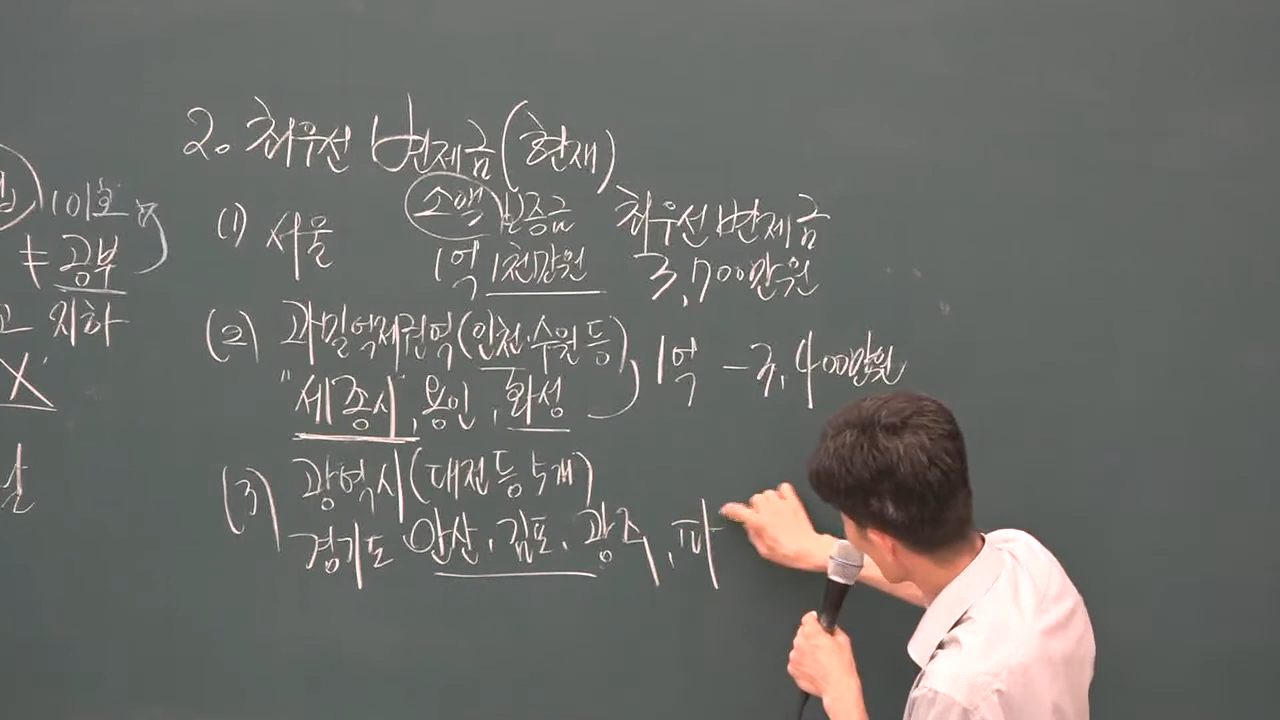 101호
≠ 공부
지하
X
2. 최우선 변제금(현재)
소액 보증금 최우선변제금
(1) 서울 1억 1천만원 3,700만원
(2) 과밀억제권역(인천·수원 등)
"세종시", 용인, 화성) 1억 - 3,400만원
(3) 광역시(대전 등 5개)
경기도 안산, 김포, 광주, 파